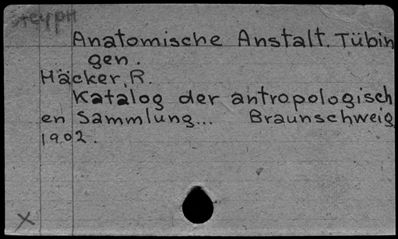 Anatomische Anstalt. Tübin
gen.
Häcker, R.
Katalog der antropologisch
en Sammlung... Braunschweig
1902.
X